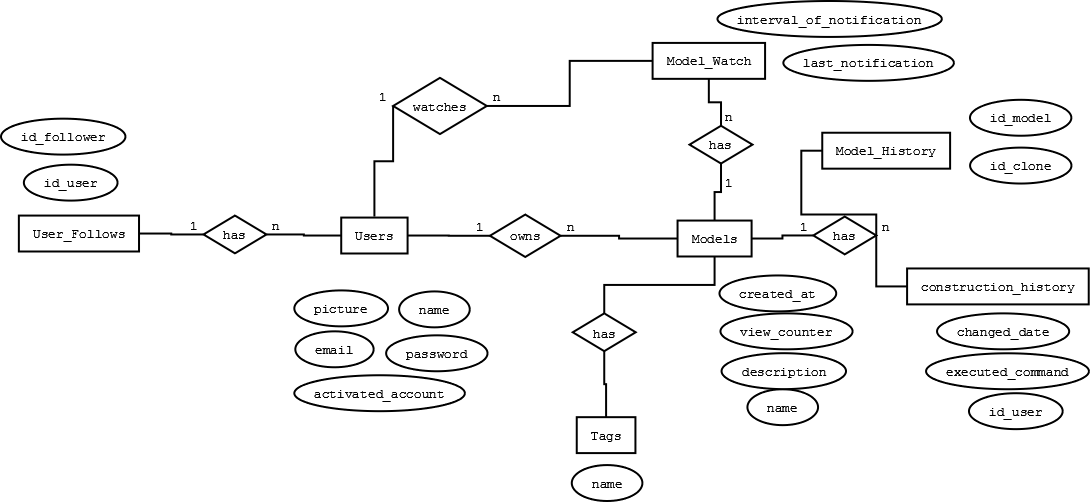 interval_of_notification
Model_Watch
last_notification
1
watches
n
id_follower
n
id_model
has
Model_History
id_clone
id_user
1
User_Follows
1
has
n
Users
1
owns
n
Models
1
has
n
construction_history
picture
name
created_at
view_counter
changed_date
email
password
has
description
executed_command
activated_account
name
id_user
Tags
name